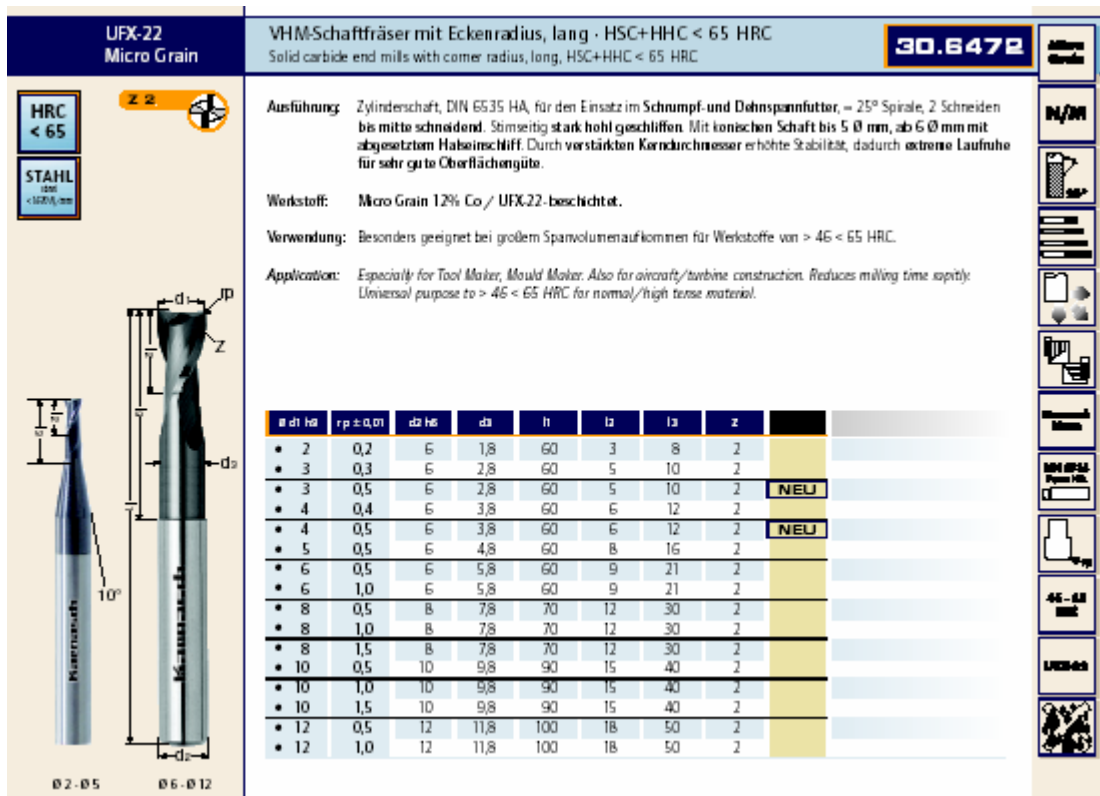 UFX-22
Micro Grain
VHM-Schaftfräser mit Eckenradius, lang · HSC+HHC < 65 HRC
Solid carbide end mills with corner radius, long, HSC+HHC < 65 HRC
30.6472
HRC
< 65
Z 2
STAHL
Ausführung: Zylinderschaft, DIN 6535 HA, für den Einsatz im Schrumpf- und Dehnspannfutter, = 25° Spirale, 2 Schneiden
bis mitte schneidend. Stirnseitig stark hohl geschliffen. Mit konischen Schaft bis 5 Ø mm, ab 6 Ø mm mit
abgesetztem Halseinschliff. Durch verstärkten Kerndurchmesser erhöhte Stabilität, dadurch extreme Laufruhe
für sehr gute Oberflächengüte.
Werkstoff: Micro Grain 12% Co / UFX-22-beschichtet.
Verwendung: Besonders geeignet bei großem Spanvolumenaufkommen für Werkstoffe von > 46 < 65 HRC.
Application: Especially for Tool Maker, Mould Maker. Also for aircraft/turbine construction. Reduces milling time rapitly.
Universal purpose to > 46 < 65 HRC for normal/high tense material.
d1 rp
Z
d3
10°
Karnasch
Karnasch
d2
Ø 2 - Ø 5 Ø 6 - Ø 12
Ø d1 h9 rp ± 0,01 d2 h6 d3 l1 l2 l3 z
• 2 0,2 6 1,8 60 3 8 2
• 3 0,3 6 2,8 60 5 10 2
• 3 0,5 6 2,8 60 5 10 2 NEU
• 4 0,4 6 3,8 60 6 12 2
• 4 0,5 6 3,8 60 6 12 2 NEU
• 5 0,5 6 4,8 60 8 16 2
• 6 0,5 6 5,8 60 9 21 2
• 6 1,0 6 5,8 60 9 21 2
• 8 0,5 8 7,8 70 12 30 2
• 8 1,0 8 7,8 70 12 30 2
• 8 1,5 8 7,8 70 12 30 2
• 10 0,5 10 9,8 90 15 40 2
• 10 1,0 10 9,8 90 15 40 2
• 10 1,5 10 9,8 90 15 40 2
• 12 0,5 12 11,8 100 18 50 2
• 12 1,0 12 11,8 100 18 50 2
Micro
Grain
N/M
rp